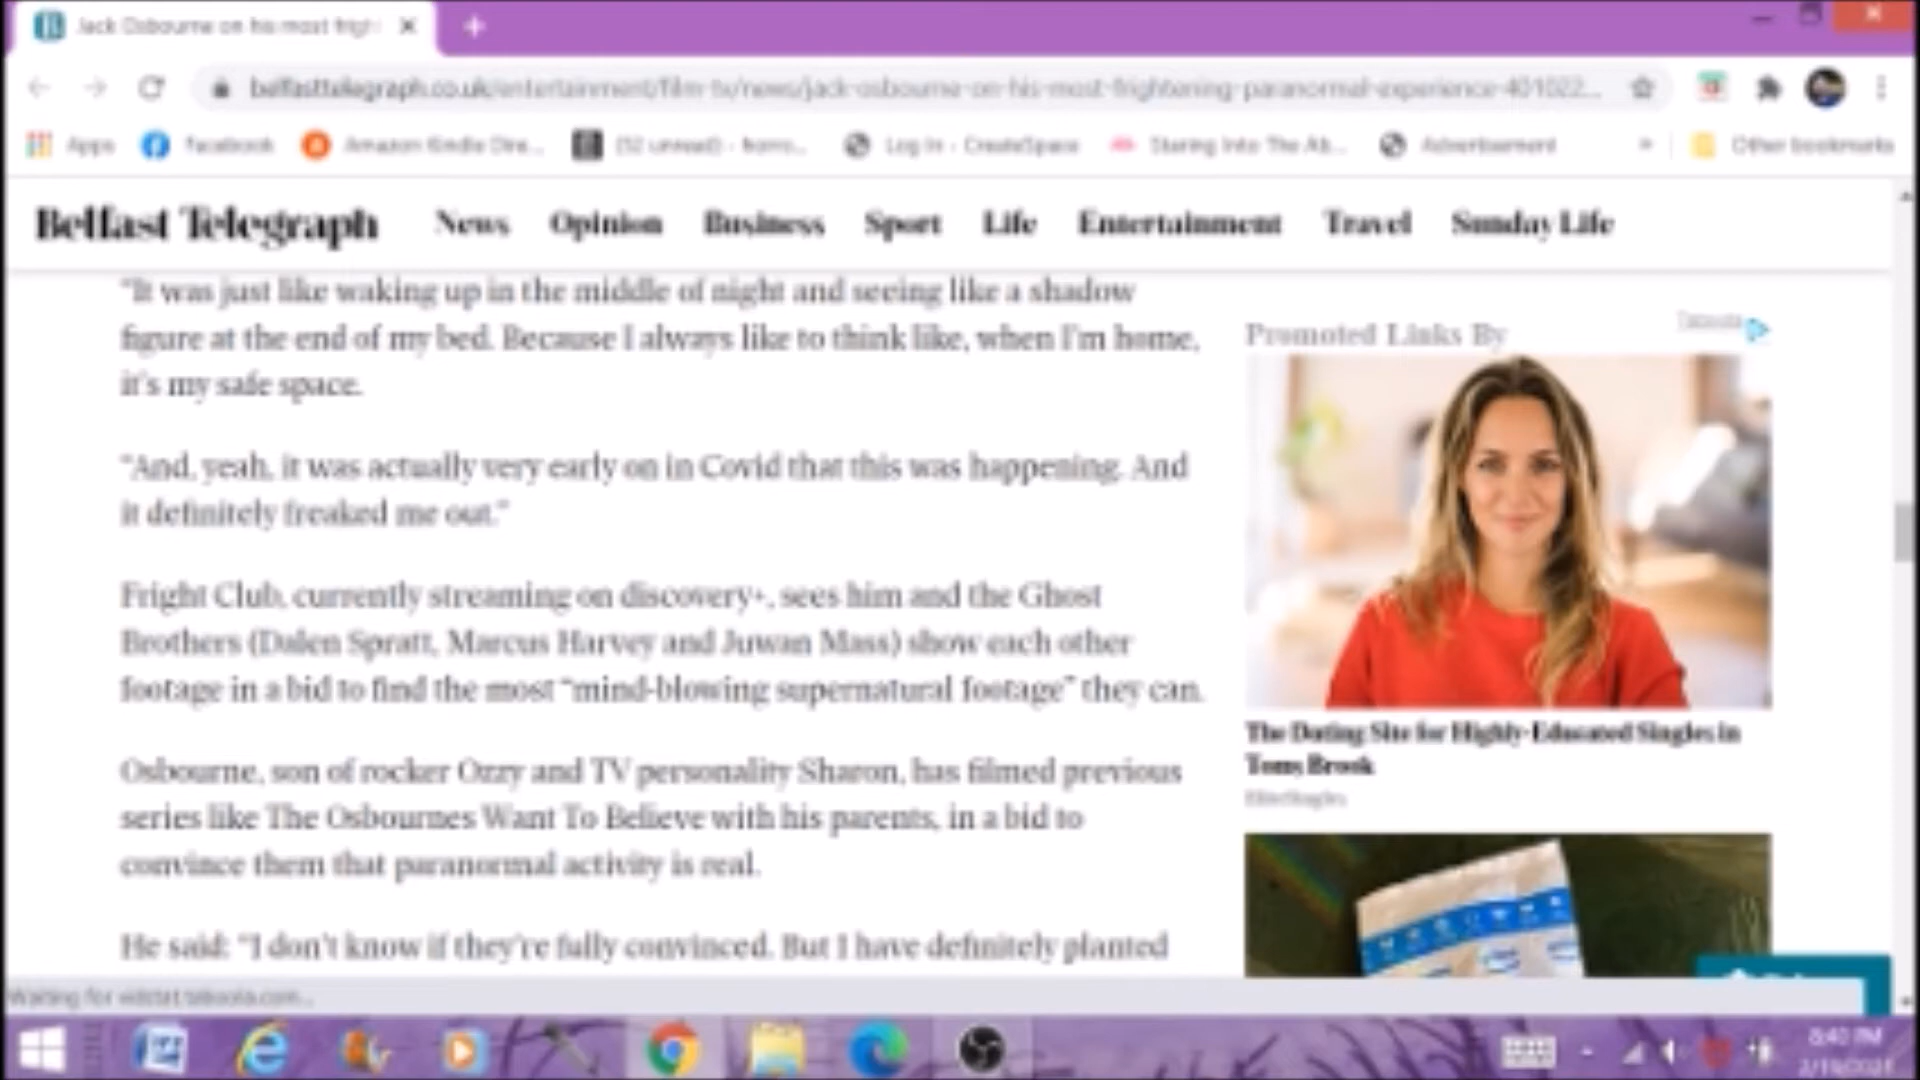 Jack Osbourne on his most frigh
belfasttelegraph.co.uk/entertainment/film-tv/news/jack-osbourne-on-his-most-frightening-paranormal-experience-401022...
Apps Facebook Amazon Kindle Dire... (52 unread) - horro... Log In - CreateSpace Staring Into The Ab... Advertisement » Other bookmarks
Belfast Telegraph News Opinion Business Sport Life Entertainment Travel Sunday Life
“It was just like waking up in the middle of night and seeing like a shadow
figure at the end of my bed. Because I always like to think like, when I’m home,
it’s my safe space.
“And, yeah, it was actually very early on in Covid that this was happening. And
it definitely freaked me out.”
Fright Club, currently streaming on discovery+, sees him and the Ghost
Brothers (Dalen Spratt, Marcus Harvey and Juwan Mass) show each other
footage in a bid to find the most “mind-blowing supernatural footage” they can.
Osbourne, son of rocker Ozzy and TV personality Sharon, has filmed previous
series like The Osbournes Want To Believe with his parents, in a bid to
convince them that paranormal activity is real.
He said: “I don’t know if they’re fully convinced. But I have definitely planted
Promoted Links By
Taboola
The Dating Site for Highly-Educated Singles in
Toms Brook
EliteSingles
Waiting for vidstat.taboola.com...
8:40 PM